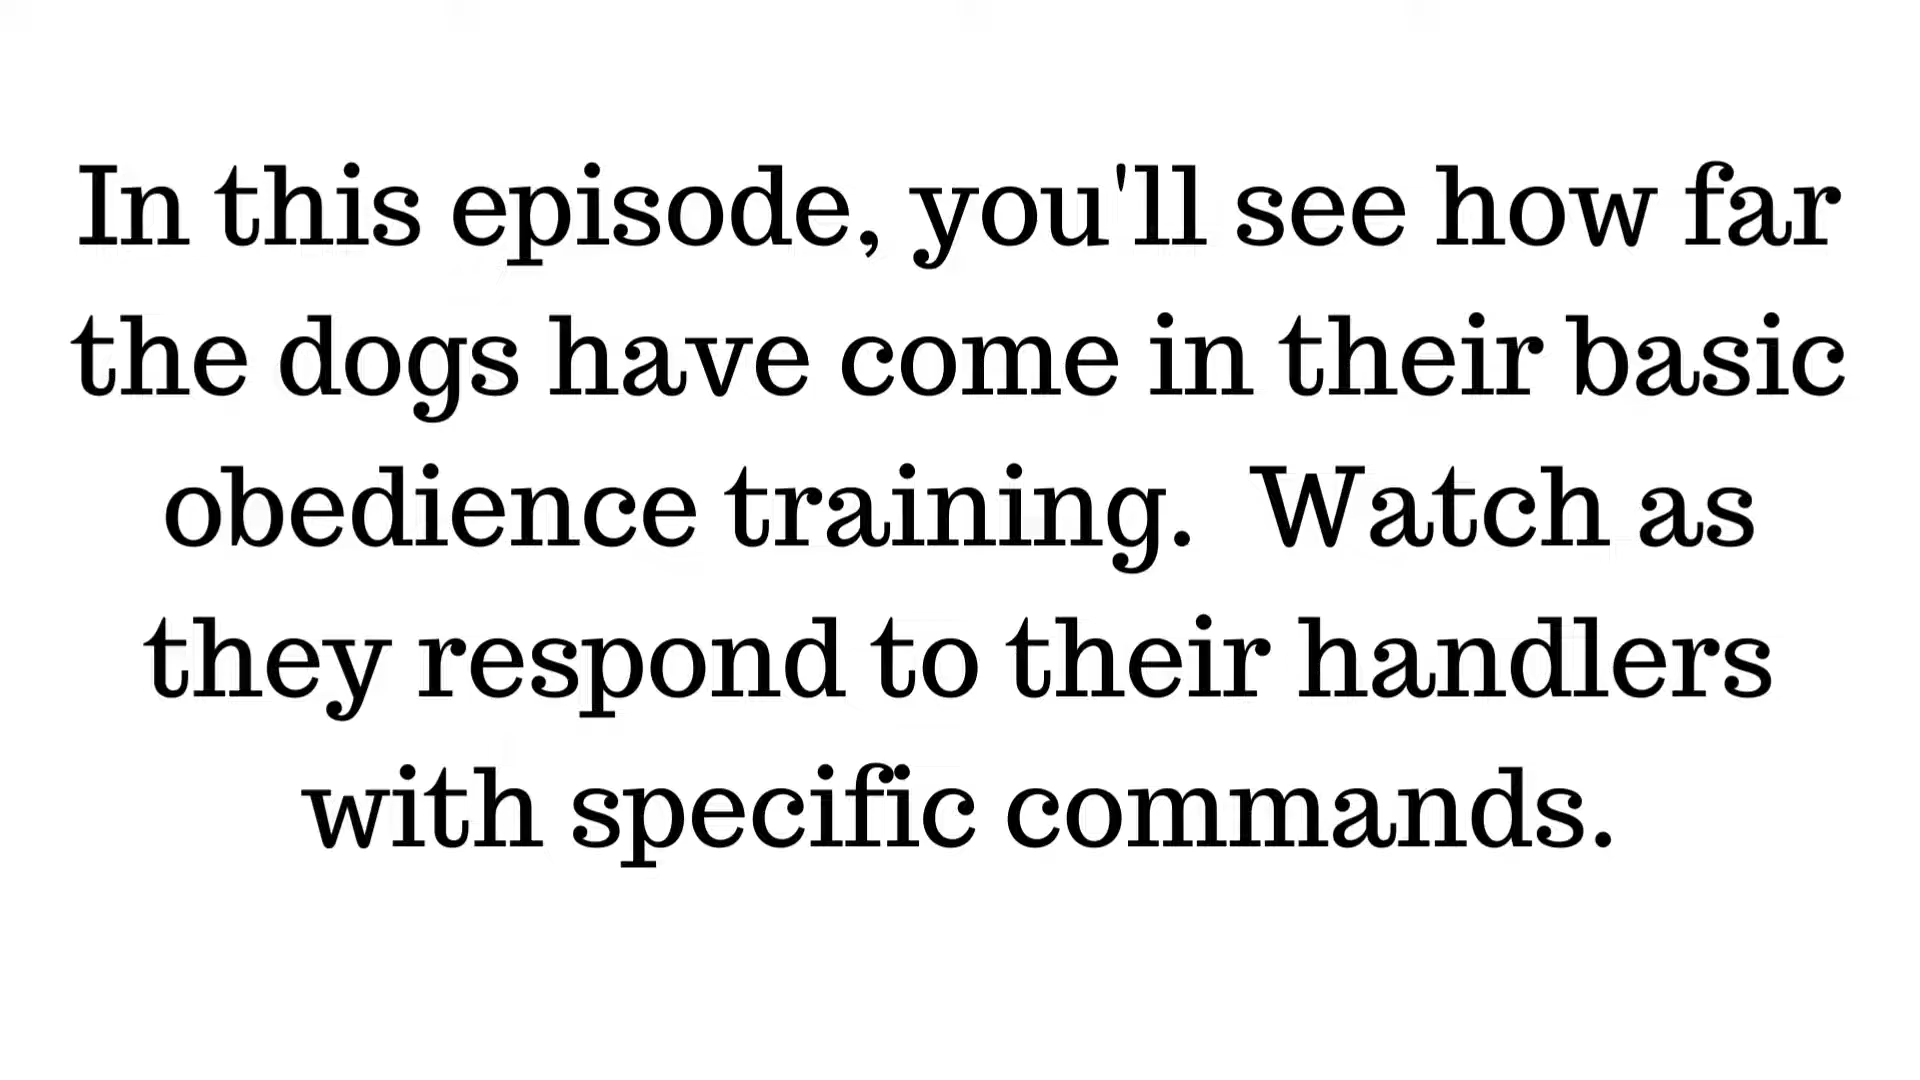 In this episode, you'll see how far
the dogs have come in their basic
obedience training.  Watch as
they respond to their handlers
with specific commands.